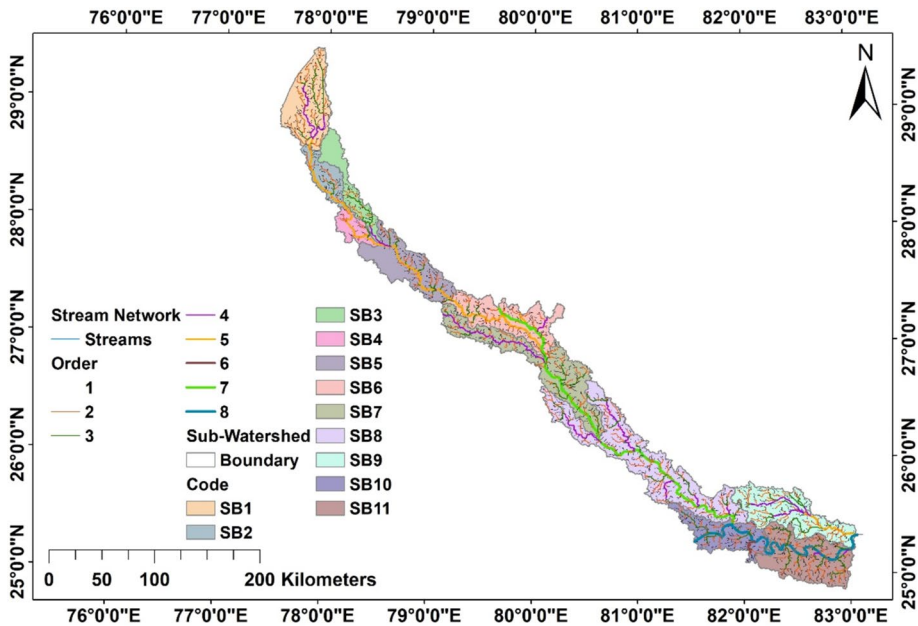 76°0'0"E 77°0'0"E 78°0'0"E 79°0'0"E 80°0'0"E 81°0'0"E 82°0'0"E 83°0'0"E
N
29°0'0"N 29°0'0"N
28°0'0"N 28°0'0"N
27°0'0"N 27°0'0"N
26°0'0"N 26°0'0"N
25°0'0"N 25°0'0"N
Stream Network
Streams
Order
1
2
3
4
5
6
7
8
Sub-Watershed
Boundary
Code
SB1
SB2
SB3
SB4
SB5
SB6
SB7
SB8
SB9
SB10
SB11
0 50 100 200 Kilometers
76°0'0"E 77°0'0"E 78°0'0"E 79°0'0"E 80°0'0"E 81°0'0"E 82°0'0"E 83°0'0"E